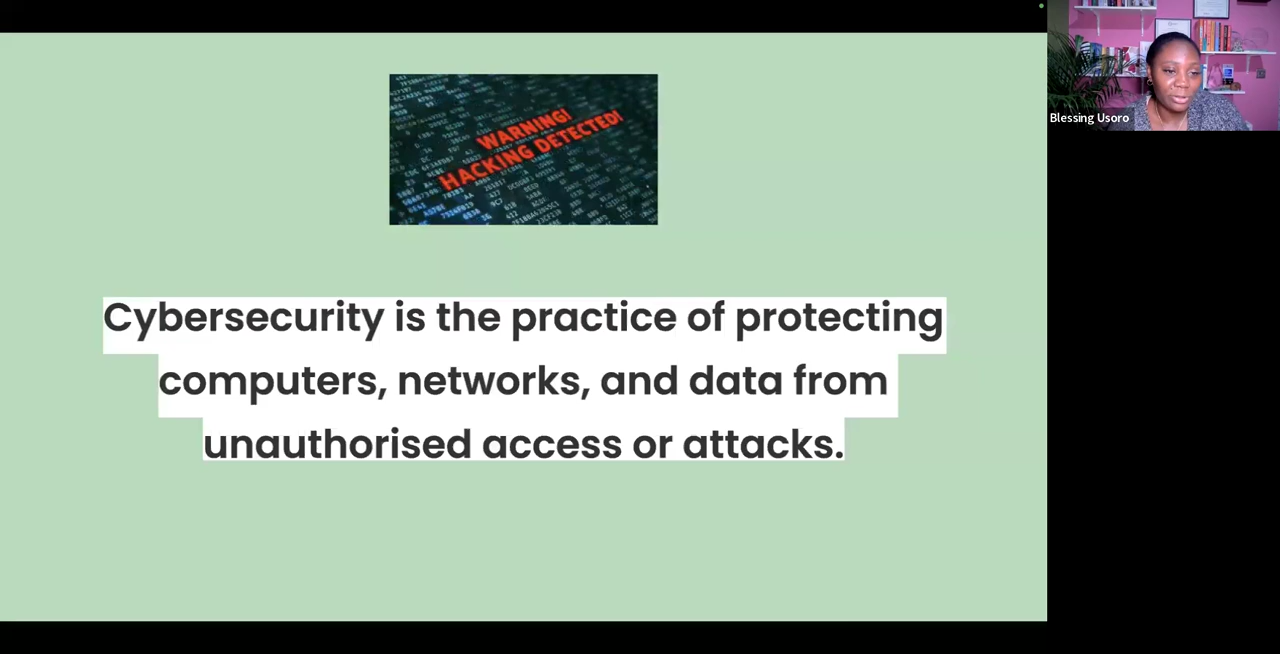 WARNING!
HACKING DETECTED!
Cybersecurity is the practice of protecting
computers, networks, and data from
unauthorised access or attacks.
Blessing Usoro